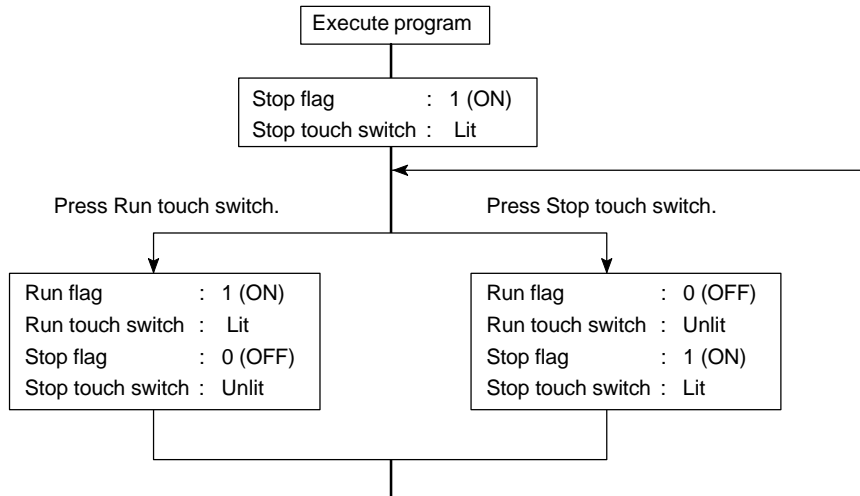 Execute program
Stop flag : 1 (ON)
Stop touch switch : Lit
Press Run touch switch.
Press Stop touch switch.
Run flag : 1 (ON)
Run touch switch : Lit
Stop flag : 0 (OFF)
Stop touch switch : Unlit
Run flag : 0 (OFF)
Run touch switch : Unlit
Stop flag : 1 (ON)
Stop touch switch : Lit